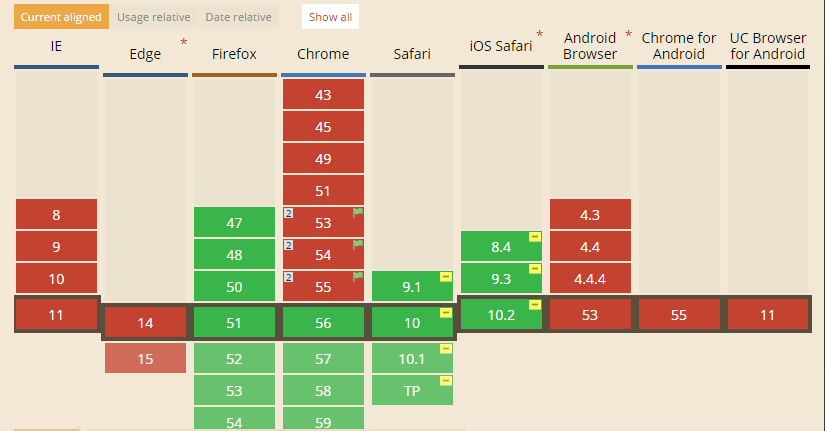 Current aligned Usage relative Date relative Show all
IE Edge * Firefox Chrome Safari iOS Safari * Android Browser * Chrome for Android UC Browser for Android
43
45
49
51
8 47 2 53 4.3
9 48 2 54 8.4 4.4
10 50 2 55 9.1 9.3 4.4.4
11 14 51 56 10 10.2 53 55 11
15 52 57 10.1
53 58 TP
54 59